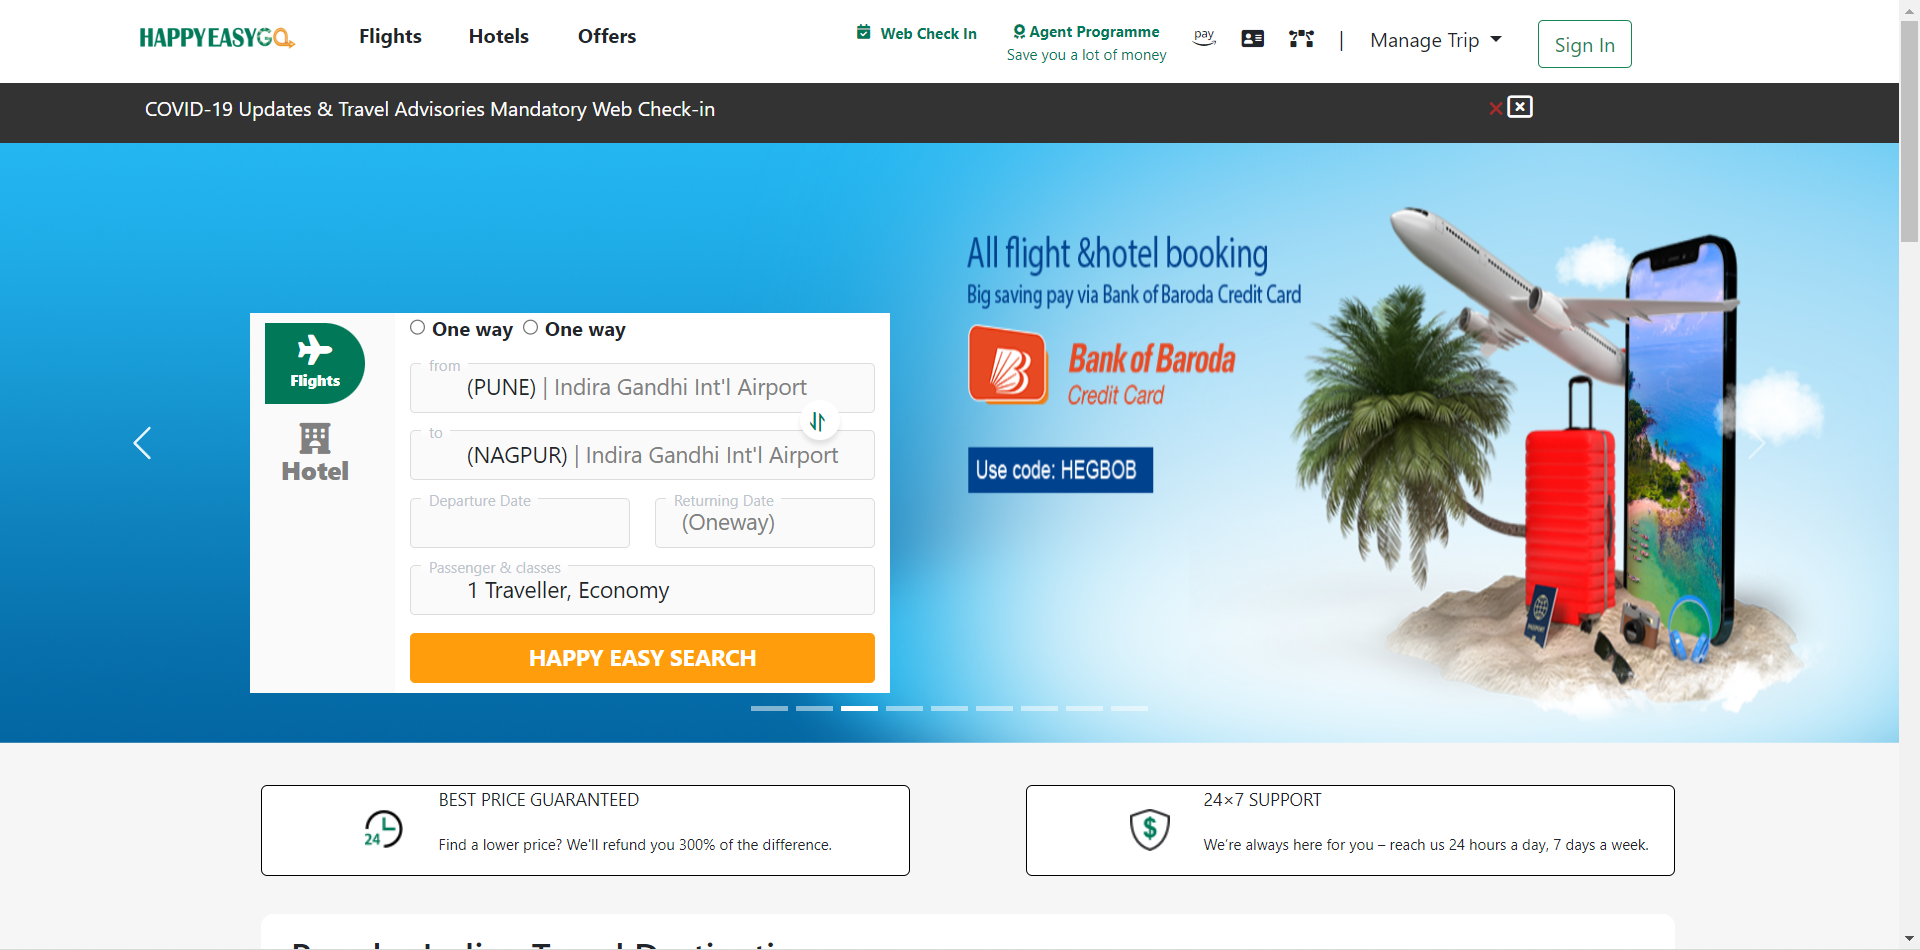 HAPPYEASYGO
Flights
Hotels
Offers
Web Check In
Agent Programme
Save you a lot of money
pay
|
Manage Trip
Sign In
COVID-19 Updates & Travel Advisories Mandatory Web Check-in
All flight &hotel booking
Big saving pay via Bank of Baroda Credit Card
Bank of Baroda
Credit Card
Use code: HEGBOB
PASSPORT
Flights
Hotel
One way One way
from
(PUNE) | Indira Gandhi Int'l Airport
to
(NAGPUR) | Indira Gandhi Int'l Airport
Departure Date
Returning Date
(Oneway)
Passenger & classes
1 Traveller, Economy
HAPPY EASY SEARCH
24
BEST PRICE GUARANTEED
Find a lower price? We'll refund you 300% of the difference.
$
24×7 SUPPORT
We’re always here for you – reach us 24 hours a day, 7 days a week.